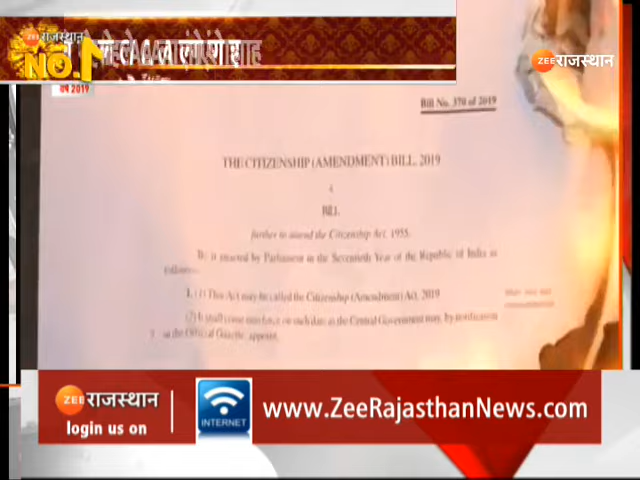 ZEE राजस्थान
NO.1
वर्ष 2019
ZEE राजस्थान
Bill No. 370 of 2019
THE CITIZENSHIP (AMENDMENT) BILL, 2019
A
BILL
further to amend the Citizenship Act, 1955.
BE it enacted by Parliament in the Seventieth Year of the Republic of India as
follows:—
1. (1) This Act may be called the Citizenship (Amendment) Act, 2019
(2) It shall come into force on such date as the Central Government may, by notification
in the Official Gazette, appoint.
ZEE राजस्थान
login us on
INTERNET
www.ZeeRajasthanNews.com